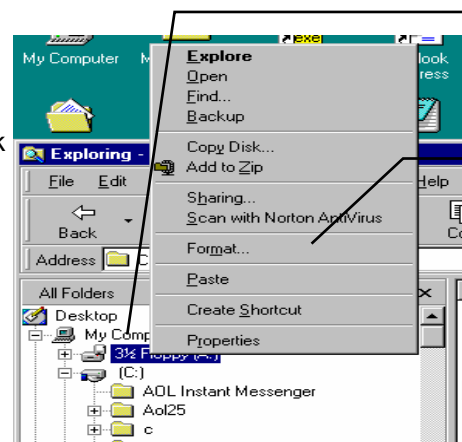 exe
My Computer
Explore
look
Open
ress
Find...
Backup
k
Copy Disk...
Exploring -
Add to Zip
File Edit
Sharing...
Help
Scan with Norton AntiVirus
Back
Format...
Address
Paste
All Folders
Create Shortcut
Desktop
My Comp
Properties
3½ Floppy (A:)
(C:)
AOL Instant Messenger
Aol25
c